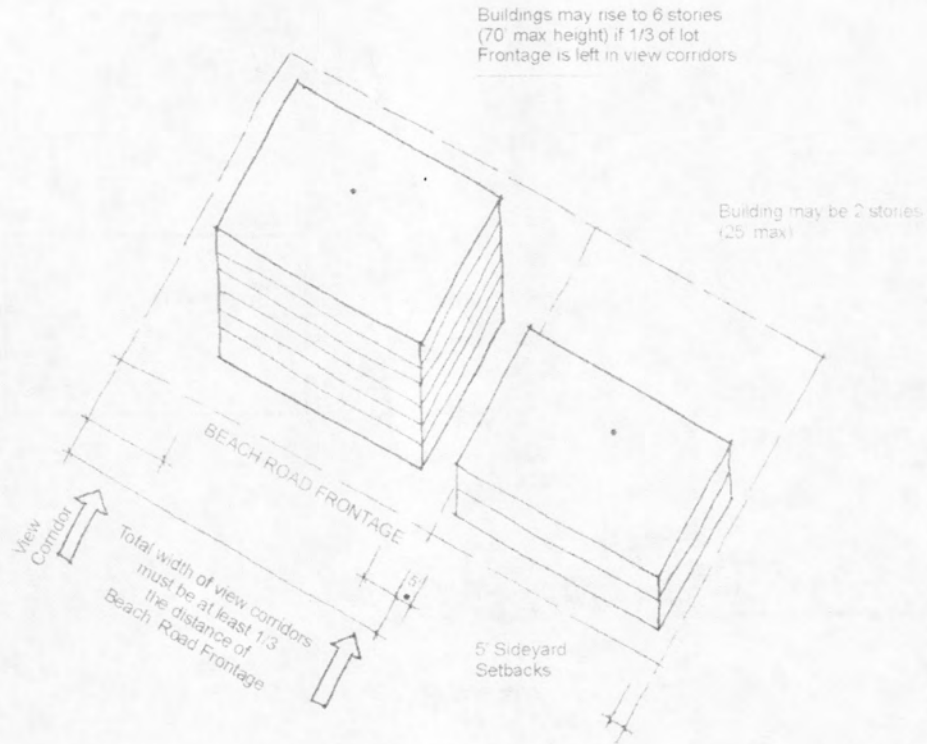 Buildings may rise to 6 stories
(70' max height) if 1/3 of lot
Frontage is left in view corridors
Building may be 2 stories
(25' max)
BEACH ROAD FRONTAGE
View
Corridor
Total width of view corridors
must be at least 1/3
the distance of
Beach Road Frontage
5'
5' Sideyard
Setbacks